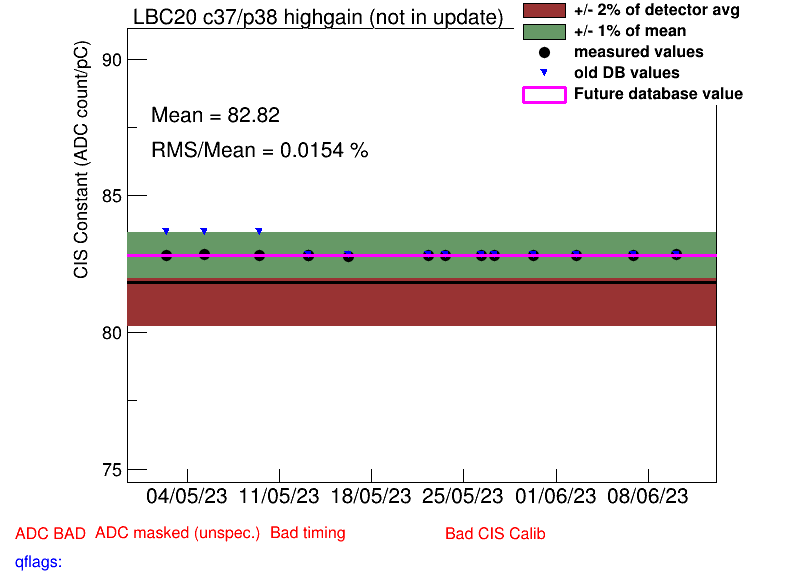 LBC20 c37/p38 highgain (not in update)
+/- 2% of detector avg
+/- 1% of mean
measured values
old DB values
Future database value
CIS Constant (ADC count/pC)
90
85
80
75
Mean = 82.82
RMS/Mean = 0.0154 %
04/05/23 11/05/23 18/05/23 25/05/23 01/06/23 08/06/23
ADC BAD ADC masked (unspec.) Bad timing Bad CIS Calib
qflags: